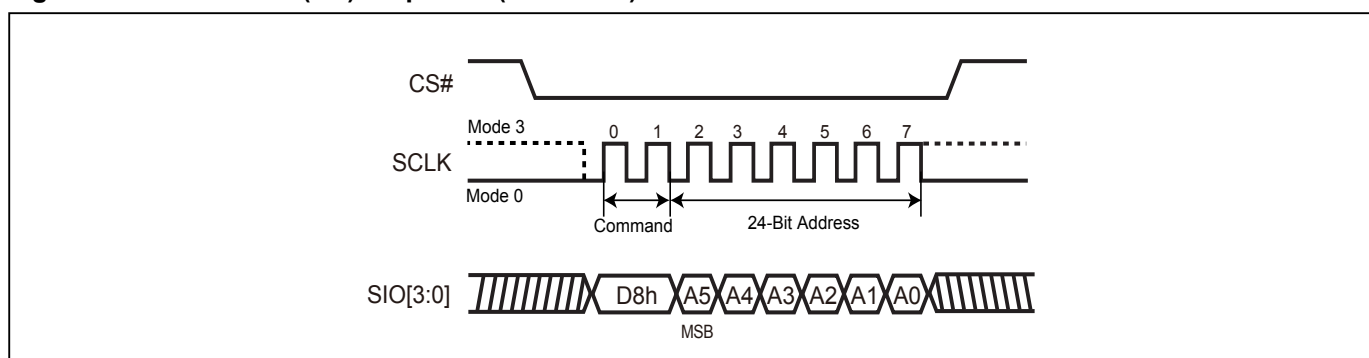 CS#
Mode 3
0 1 2 3 4 5 6 7
SCLK
Mode 0
Command
24-Bit Address
SIO[3:0]
D8h A5 A4 A3 A2 A1 A0
MSB